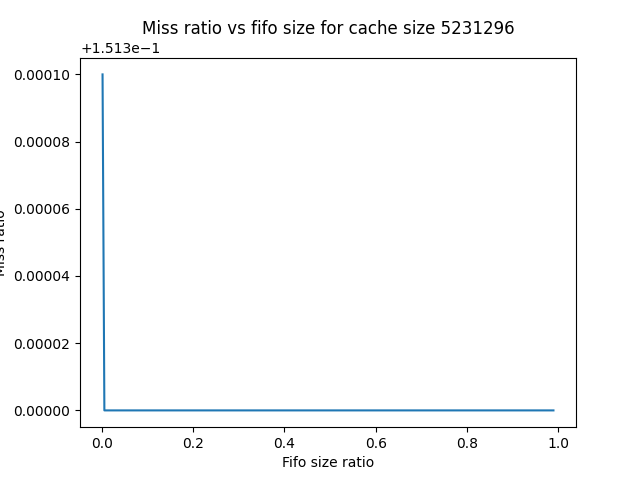 Miss ratio vs fifo size for cache size 5231296
+1.513e−1
0.00010
0.00008
0.00006
0.00004
0.00002
0.00000
Miss ratio
0.0 0.2 0.4 0.6 0.8 1.0
Fifo size ratio